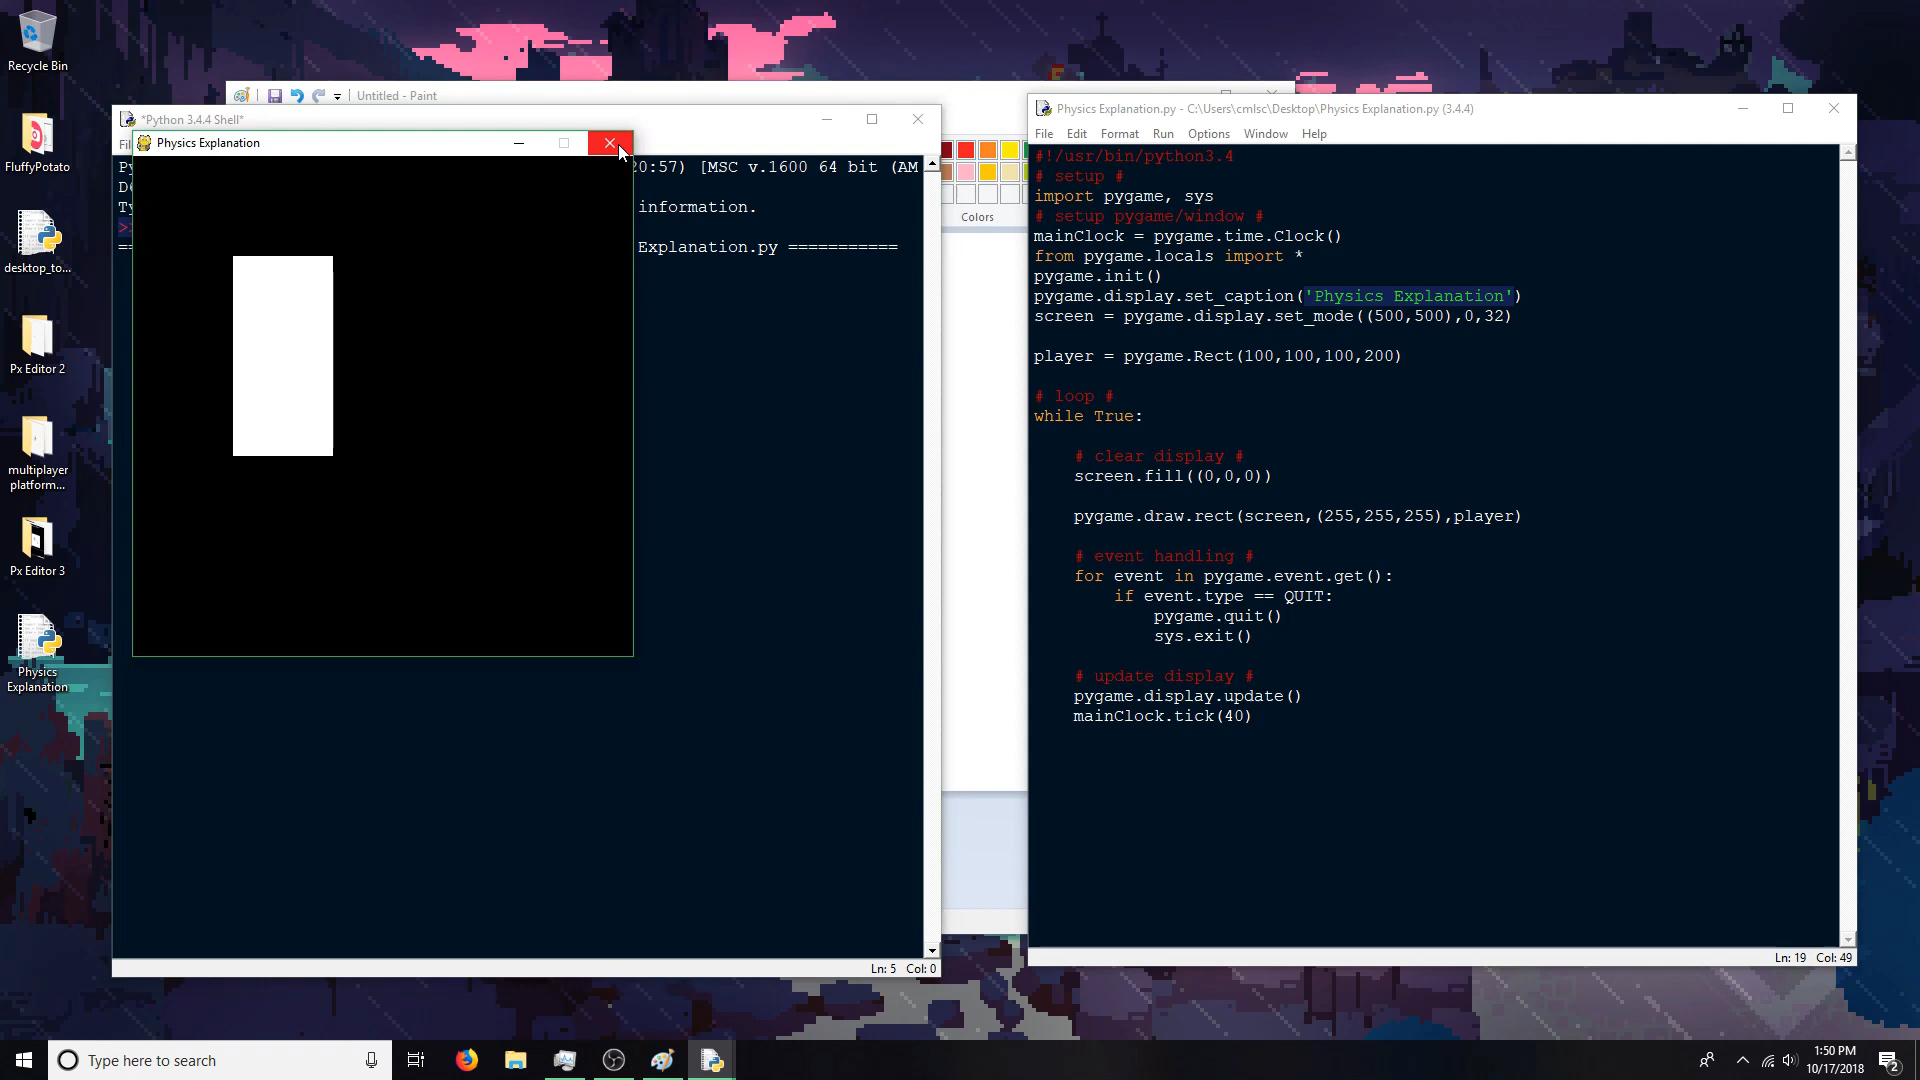 Recycle Bin
FluffyPotato
desktop_to...
Px Editor 2
multiplayer
platform...
Px Editor 3
Physics
Explanation
Untitled - Paint
Colors
*Python 3.4.4 Shell*
20:57) [MSC v.1600 64 bit (AM
information.
Explanation.py ===========
Ln: 5 Col: 0
Physics Explanation
Physics Explanation.py - C:\Users\cmlsc\Desktop\Physics Explanation.py (3.4.4)
File Edit Format Run Options Window Help
#!/usr/bin/python3.4
# setup #
import pygame, sys
# setup pygame/window #
mainClock = pygame.time.Clock()
from pygame.locals import *
pygame.init()
pygame.display.set_caption('Physics Explanation')
screen = pygame.display.set_mode((500,500),0,32)
player = pygame.Rect(100,100,100,200)
# loop #
while True:
# clear display #
screen.fill((0,0,0))
pygame.draw.rect(screen,(255,255,255),player)
# event handling #
for event in pygame.event.get():
if event.type == QUIT:
pygame.quit()
sys.exit()
# update display #
pygame.display.update()
mainClock.tick(40)
Ln: 19 Col: 49
Type here to search
1:50 PM
10/17/2018
2